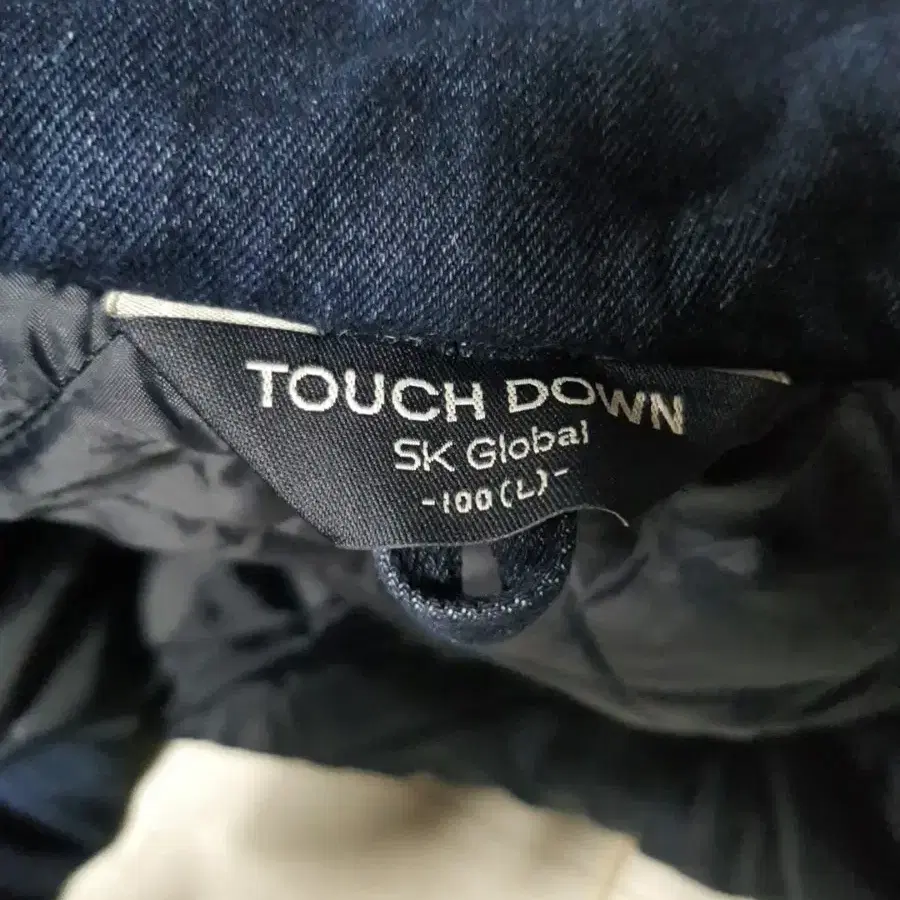 TOUCH DOWN
SK Global
-100(L)-